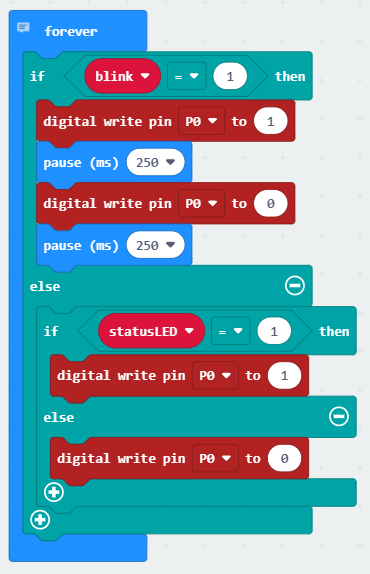 forever
if blink = 1 then
digital write pin P0 to 1
pause (ms) 250
digital write pin P0 to 0
pause (ms) 250
else
if statusLED = 1 then
digital write pin P0 to 1
else
digital write pin P0 to 0